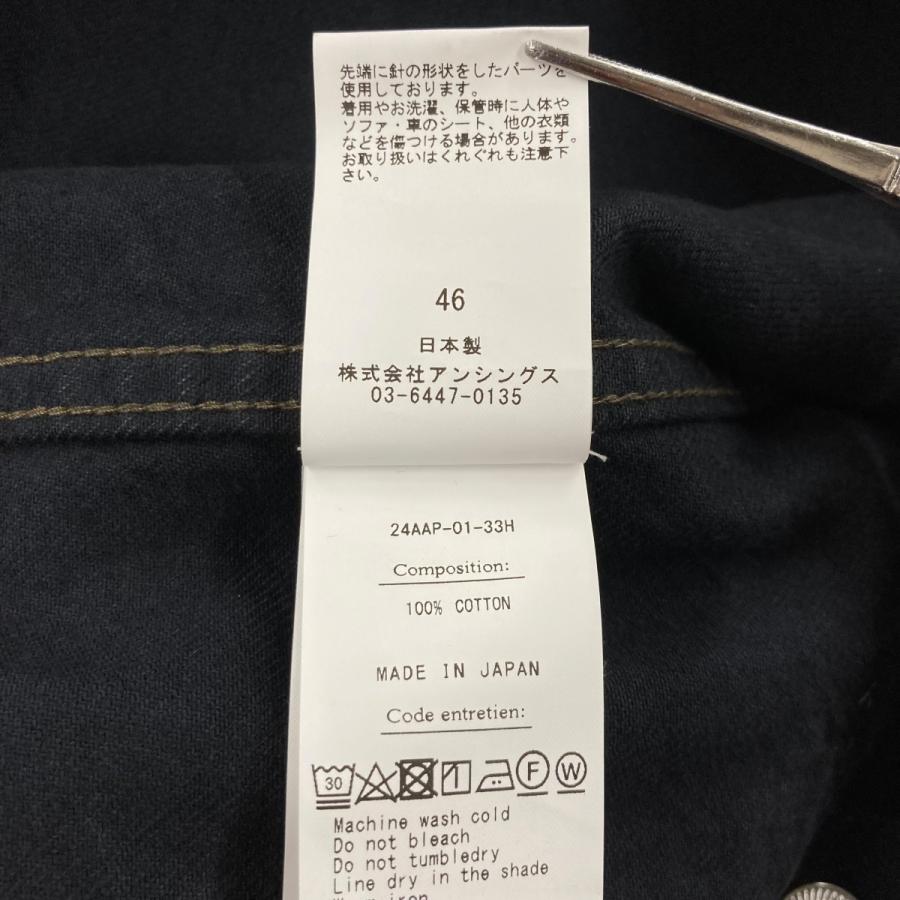 先端に針の形状をしたパーツを
使用しております。
着用やお洗濯、保管時に人体や
ソファ・車のシート、他の衣類
などを傷つける場合があります。
お取り扱いはくれぐれも注意下
さい。
46
日本製
株式会社アンシングス
03-6447-0135
24AAP-01-33H
Composition:
100% COTTON
MADE IN JAPAN
Code entretien:
30 F W
Machine wash cold
Do not bleach
Do not tumbledry
Line dry in the shade
Warm iron